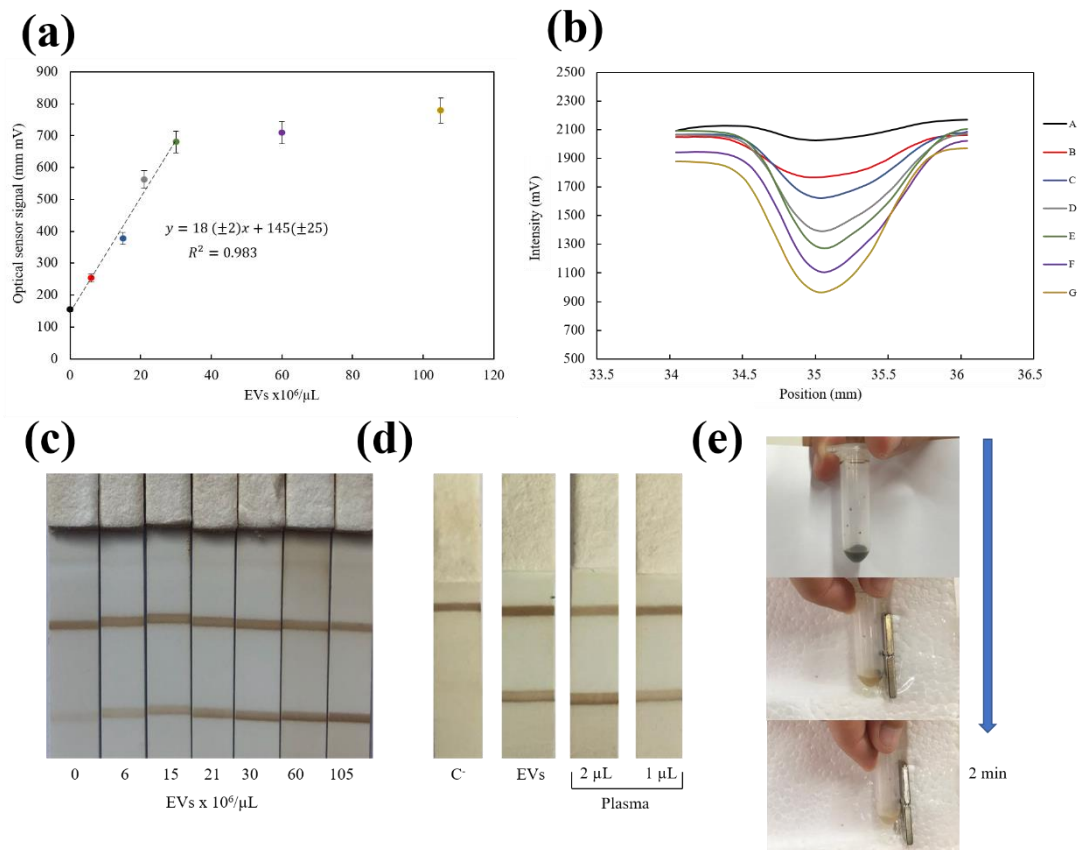 (a)
(b)
900
800
700
600
500
400
300
200
100
0
Optical sensor signal (mm mV)
y = 18 (±2)x + 145(±25)
R² = 0.983
0 20 40 60 80 100 120
EVs x10⁶/µL
2500
2300
2100
1900
1700
1500
1300
1100
900
700
500
Intensity (mV)
33.5 34 34.5 35 35.5 36 36.5
Position (mm)
A
B
C
D
E
F
G
(c)
(d)
(e)
0 6 15 21 30 60 105
EVs x 10⁶/µL
C⁻ EVs 2 µL 1 µL
Plasma
2 min